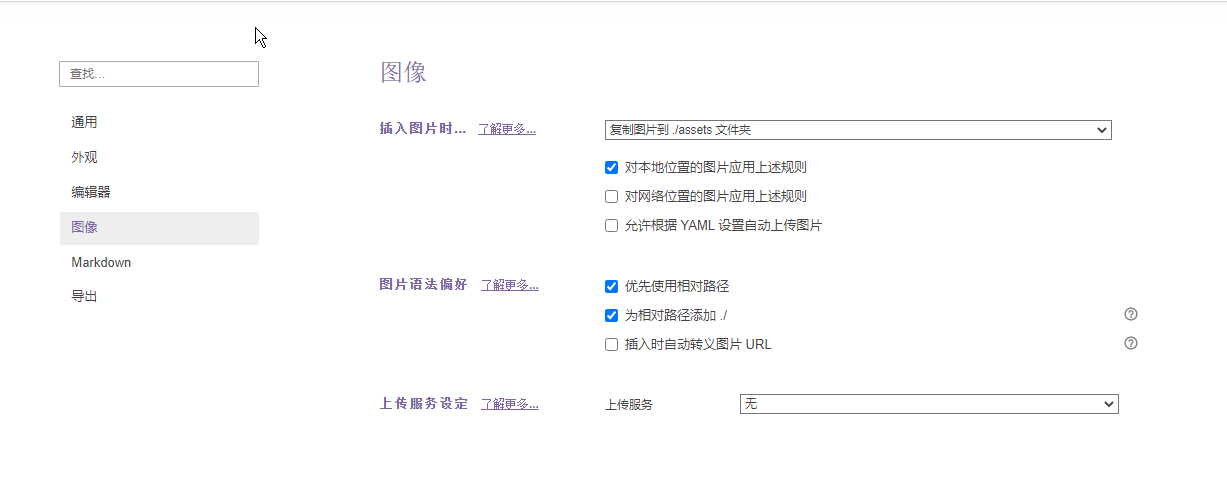 查找...
通用
外观
编辑器
图像
Markdown
导出
图像
插入图片时... 了解更多... 复制图片到 ./assets 文件夹
对本地位置的图片应用上述规则
对网络位置的图片应用上述规则
允许根据 YAML 设置自动上传图片
图片语法偏好 了解更多... 优先使用相对路径
为相对路径添加 ./
插入时自动转义图片 URL
上传服务设定 了解更多... 上传服务 无